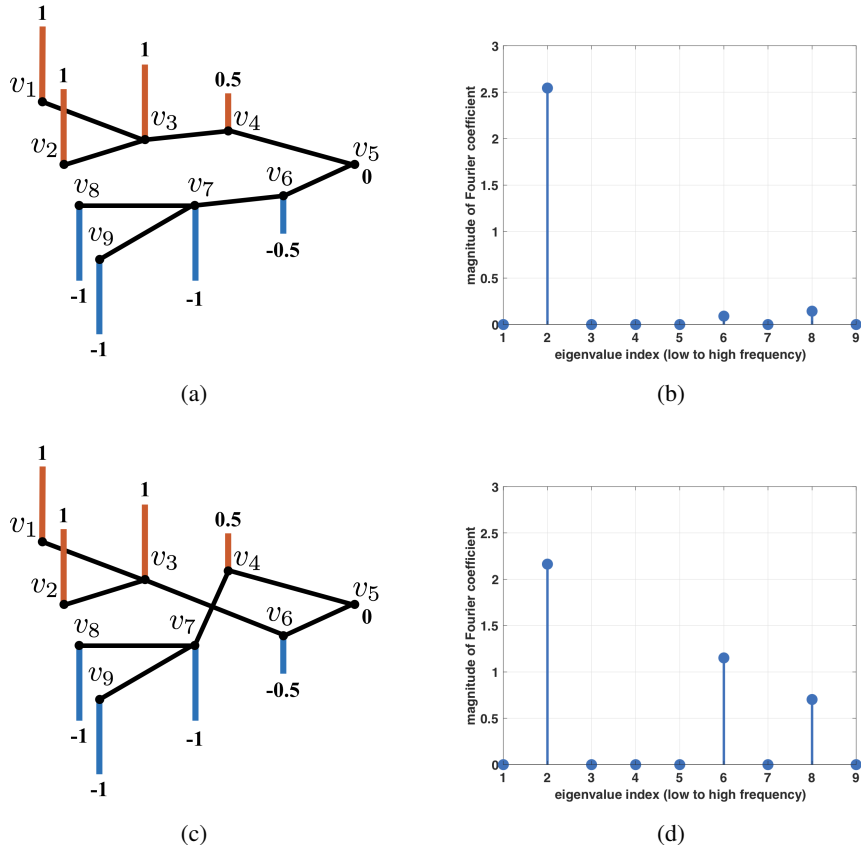 1
1
1
0.5
v1
v2
v3
v4
v5
0
v6
v7
v8
v9
-0.5
-1
-1
-1
(a)
3
2.5
2
1.5
1
0.5
0
1 2 3 4 5 6 7 8 9
magnitude of Fourier coefficient
eigenvalue index (low to high frequency)
(b)
1
1
1
0.5
v1
v2
v3
v4
v5
0
v6
v7
v8
v9
-0.5
-1
-1
-1
(c)
3
2.5
2
1.5
1
0.5
0
1 2 3 4 5 6 7 8 9
magnitude of Fourier coefficient
eigenvalue index (low to high frequency)
(d)